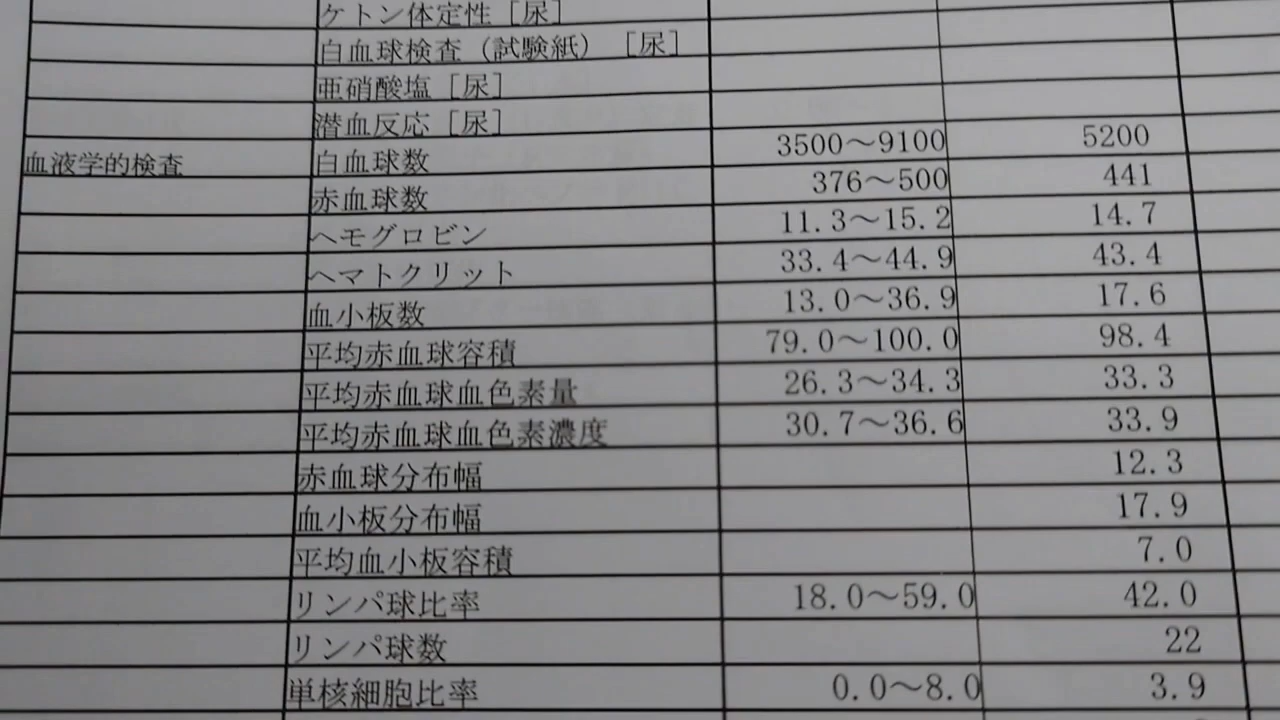 ケトン体定性［尿］
白血球検査（試験紙）［尿］
亜硝酸塩［尿］
潜血反応［尿］
血液学的検査 白血球数 3500～9100 5200
赤血球数 376～500 441
ヘモグロビン 11.3～15.2 14.7
ヘマトクリット 33.4～44.9 43.4
血小板数 13.0～36.9 17.6
平均赤血球容積 79.0～100.0 98.4
平均赤血球血色素量 26.3～34.3 33.3
平均赤血球血色素濃度 30.7～36.6 33.9
赤血球分布幅 12.3
血小板分布幅 17.9
平均血小板容積 7.0
リンパ球比率 18.0～59.0 42.0
リンパ球数 22
単核細胞比率 0.0～8.0 3.9